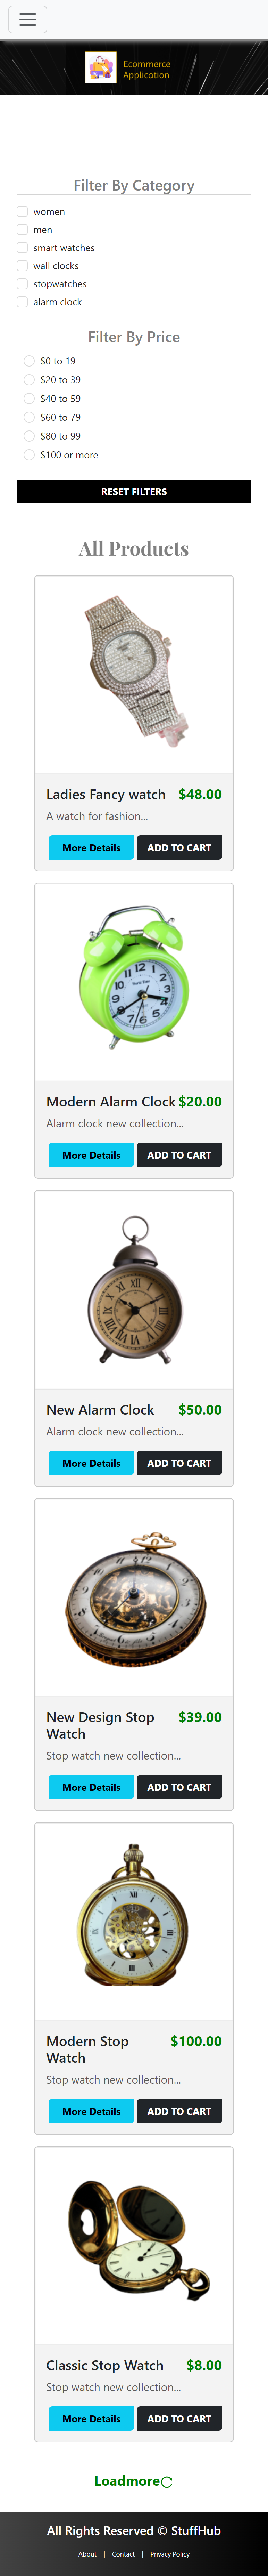 Ecommerce
Application
Filter By Category
women
men
smart watches
wall clocks
stopwatches
alarm clock
Filter By Price
$0 to 19
$20 to 39
$40 to 59
$60 to 79
$80 to 99
$100 or more
RESET FILTERS
All Products
Ladies Fancy watch $48.00
A watch for fashion...
More Details ADD TO CART
Modern Alarm Clock $20.00
Alarm clock new collection...
More Details ADD TO CART
New Alarm Clock $50.00
Alarm clock new collection...
More Details ADD TO CART
New Design Stop $39.00
Watch
Stop watch new collection...
More Details ADD TO CART
Modern Stop $100.00
Watch
Stop watch new collection...
More Details ADD TO CART
Classic Stop Watch $8.00
Stop watch new collection...
More Details ADD TO CART
Loadmore
All Rights Reserved © StuffHub
About | Contact | Privacy Policy